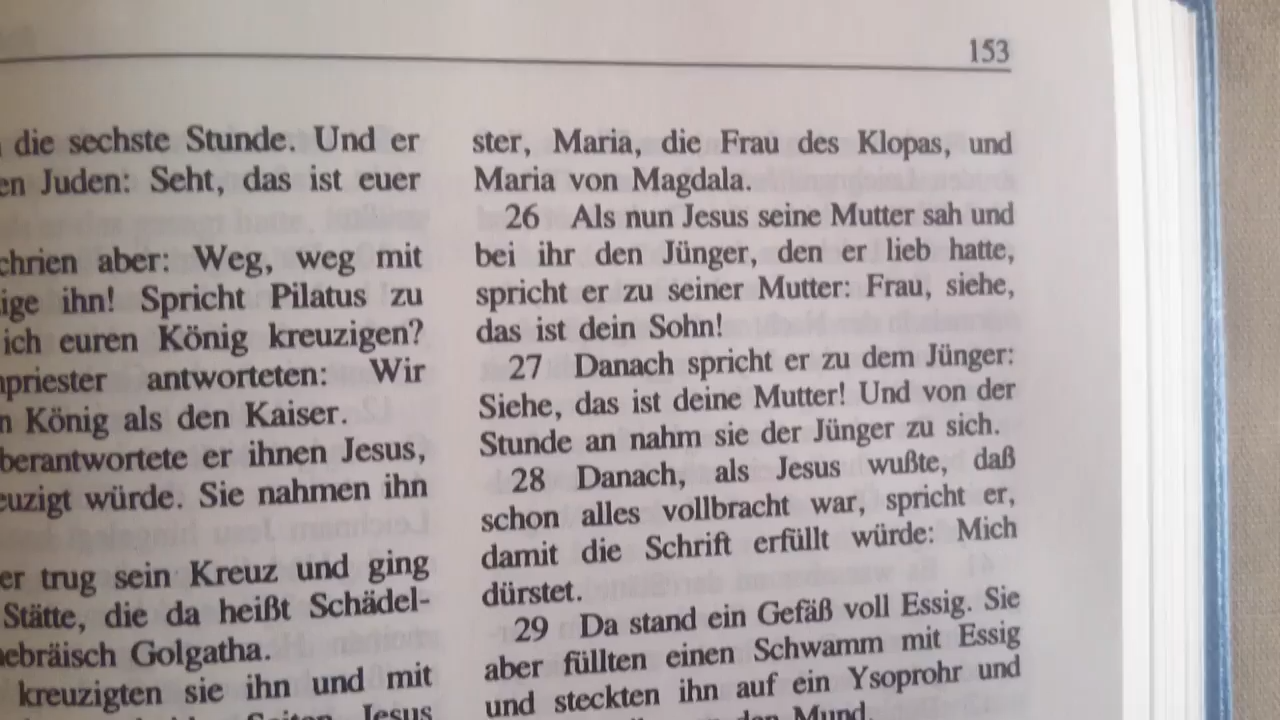 153
die sechste Stunde. Und er
en Juden: Seht, das ist euer
chrien aber: Weg, weg mit
ige ihn! Spricht Pilatus zu
ich euren König kreuzigen?
priester antworteten: Wir
n König als den Kaiser.
berantwortete er ihnen Jesus,
euzigt würde. Sie nahmen ihn
er trug sein Kreuz und ging
Stätte, die da heißt Schädel-
ebräisch Golgatha.
kreuzigten sie ihn und mit
Seiten Jesus
ster, Maria, die Frau des Klopas, und
Maria von Magdala.
26 Als nun Jesus seine Mutter sah und
bei ihr den Jünger, den er lieb hatte,
spricht er zu seiner Mutter: Frau, siehe,
das ist dein Sohn!
27 Danach spricht er zu dem Jünger:
Siehe, das ist deine Mutter! Und von der
Stunde an nahm sie der Jünger zu sich.
28 Danach, als Jesus wußte, daß
schon alles vollbracht war, spricht er,
damit die Schrift erfüllt würde: Mich
dürstet.
29 Da stand ein Gefäß voll Essig. Sie
aber füllten einen Schwamm mit Essig
und steckten ihn auf ein Ysoprohr und
den Mund.